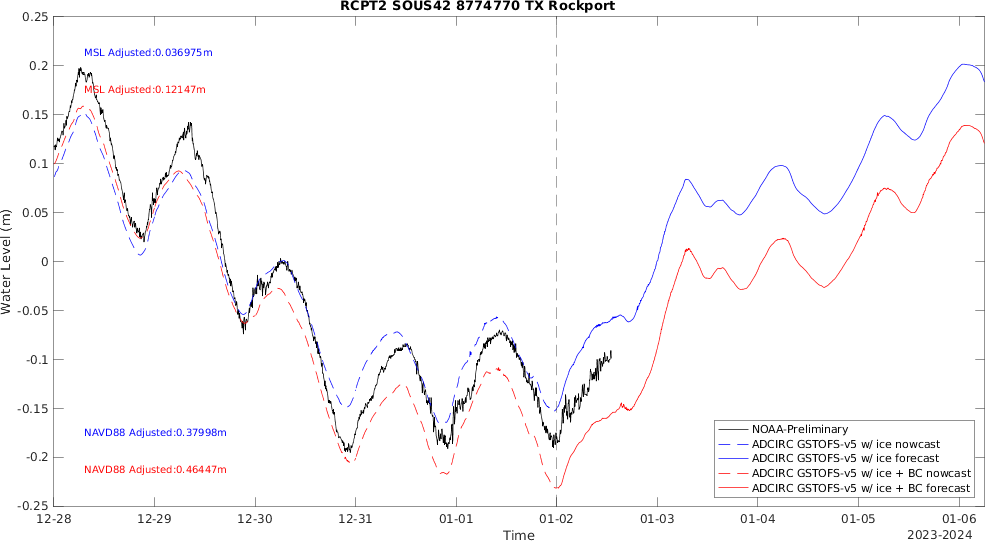 RCPT2 SOUS42 8774770 TX Rockport
0.25
0.2
0.15
0.1
0.05
0
-0.05
-0.1
-0.15
-0.2
-0.25
Water Level (m)
MSL Adjusted:0.036975m
MSL Adjusted:0.12147m
NAVD88 Adjusted:0.37998m
NAVD88 Adjusted:0.46447m
NOAA-Preliminary
ADCIRC GSTOFS-v5 w/ ice nowcast
ADCIRC GSTOFS-v5 w/ ice forecast
ADCIRC GSTOFS-v5 w/ ice + BC nowcast
ADCIRC GSTOFS-v5 w/ ice + BC forecast
12-28 12-29 12-30 12-31 01-01 01-02 01-03 01-04 01-05 01-06
Time
2023-2024